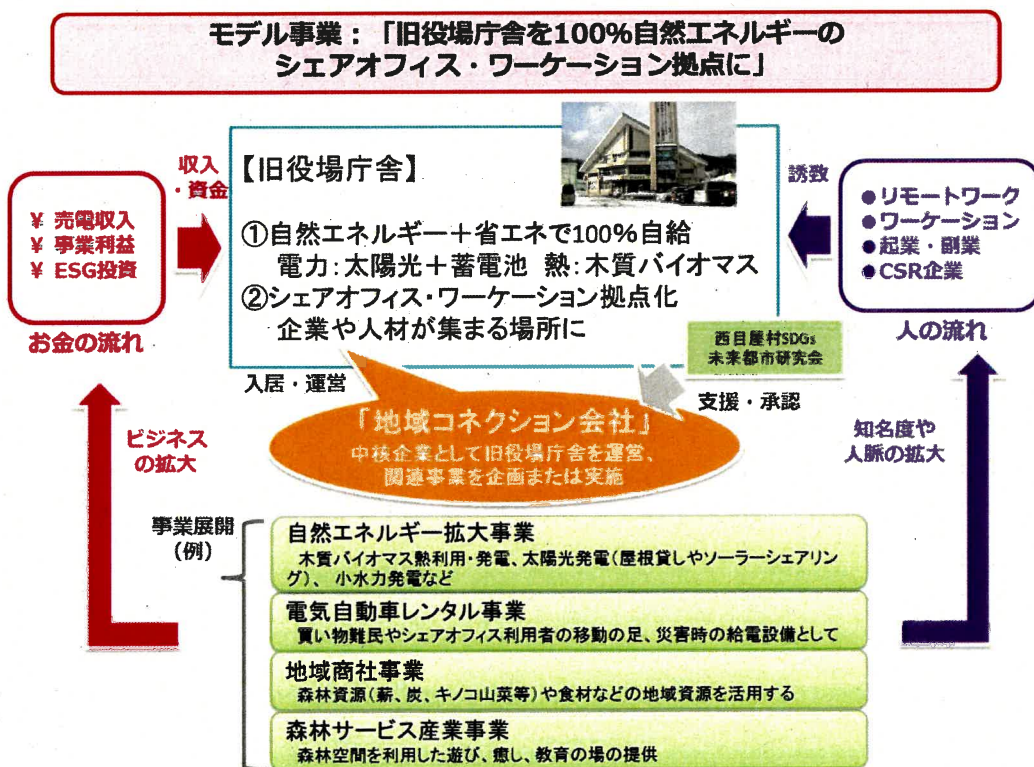 モデル事業:「旧役場庁舎を100%自然エネルギーの
シェアオフィス・ワーケーション拠点に」
収入
・資金
¥ 売電収入
¥ 事業利益
¥ ESG投資
お金の流れ
【旧役場庁舎】
①自然エネルギー+省エネで100%自給
電力:太陽光+蓄電池 熱:木質バイオマス
②シェアオフィス・ワーケーション拠点化
企業や人材が集まる場所に
誘致
●リモートワーク
●ワーケーション
●起業・副業
●CSR企業
人の流れ
西目屋村SDGs
未来都市研究会
入居・運営
支援・承認
「地域コネクション会社」
中核企業として旧役場庁舎を運営、
関連事業を企画または実施
ビジネス
の拡大
知名度や
人脈の拡大
事業展開
(例)
自然エネルギー拡大事業
木質バイオマス熱利用・発電、太陽光発電(屋根貸しやソーラーシェアリン
グ)、 小水力発電など
電気自動車レンタル事業
買い物難民やシェアオフィス利用者の移動の足、災害時の給電設備として
地域商社事業
森林資源(薪、炭、キノコ山菜等)や食材などの地域資源を活用する
森林サービス産業事業
森林空間を利用した遊び、癒し、教育の場の提供